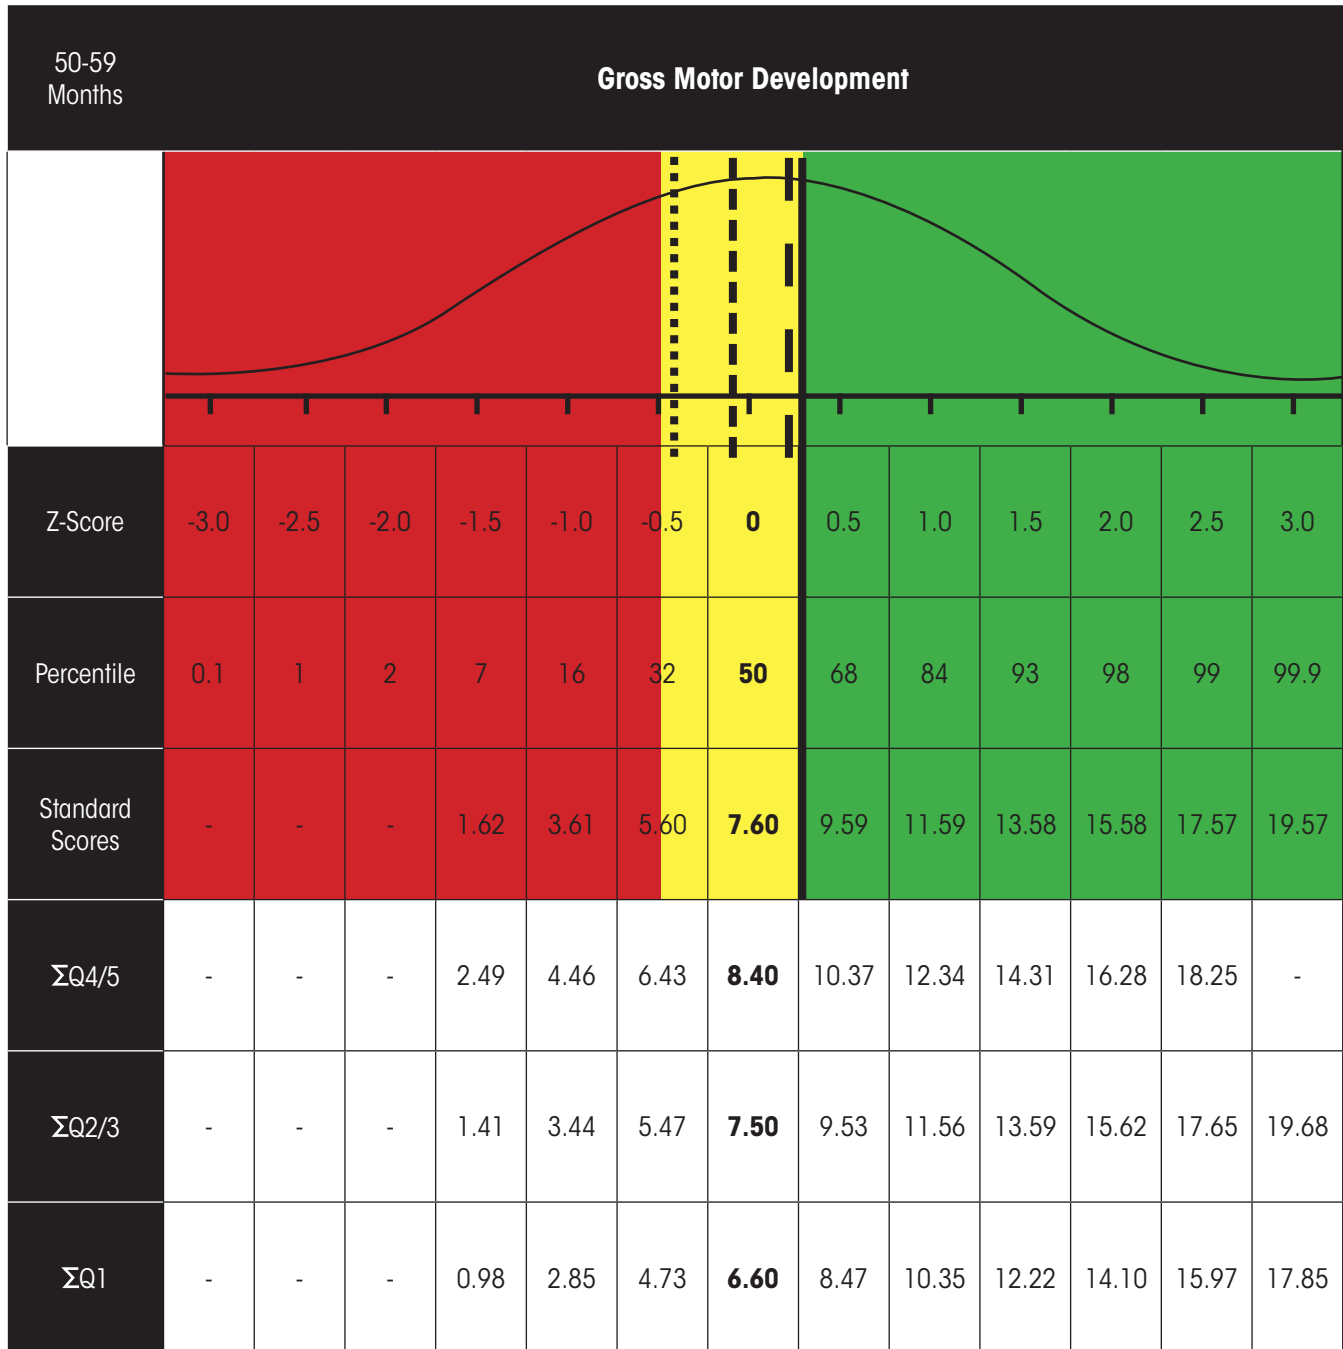 50-59
Months
Gross Motor Development
Z-Score -3.0 -2.5 -2.0 -1.5 -1.0 -0.5 0 0.5 1.0 1.5 2.0 2.5 3.0
Percentile 0.1 1 2 7 16 32 50 68 84 93 98 99 99.9
Standard
Scores - - - 1.62 3.61 5.60 7.60 9.59 11.59 13.58 15.58 17.57 19.57
ΣQ4/5 - - - 2.49 4.46 6.43 8.40 10.37 12.34 14.31 16.28 18.25 -
ΣQ2/3 - - - 1.41 3.44 5.47 7.50 9.53 11.56 13.59 15.62 17.65 19.68
ΣQ1 - - - 0.98 2.85 4.73 6.60 8.47 10.35 12.22 14.10 15.97 17.85